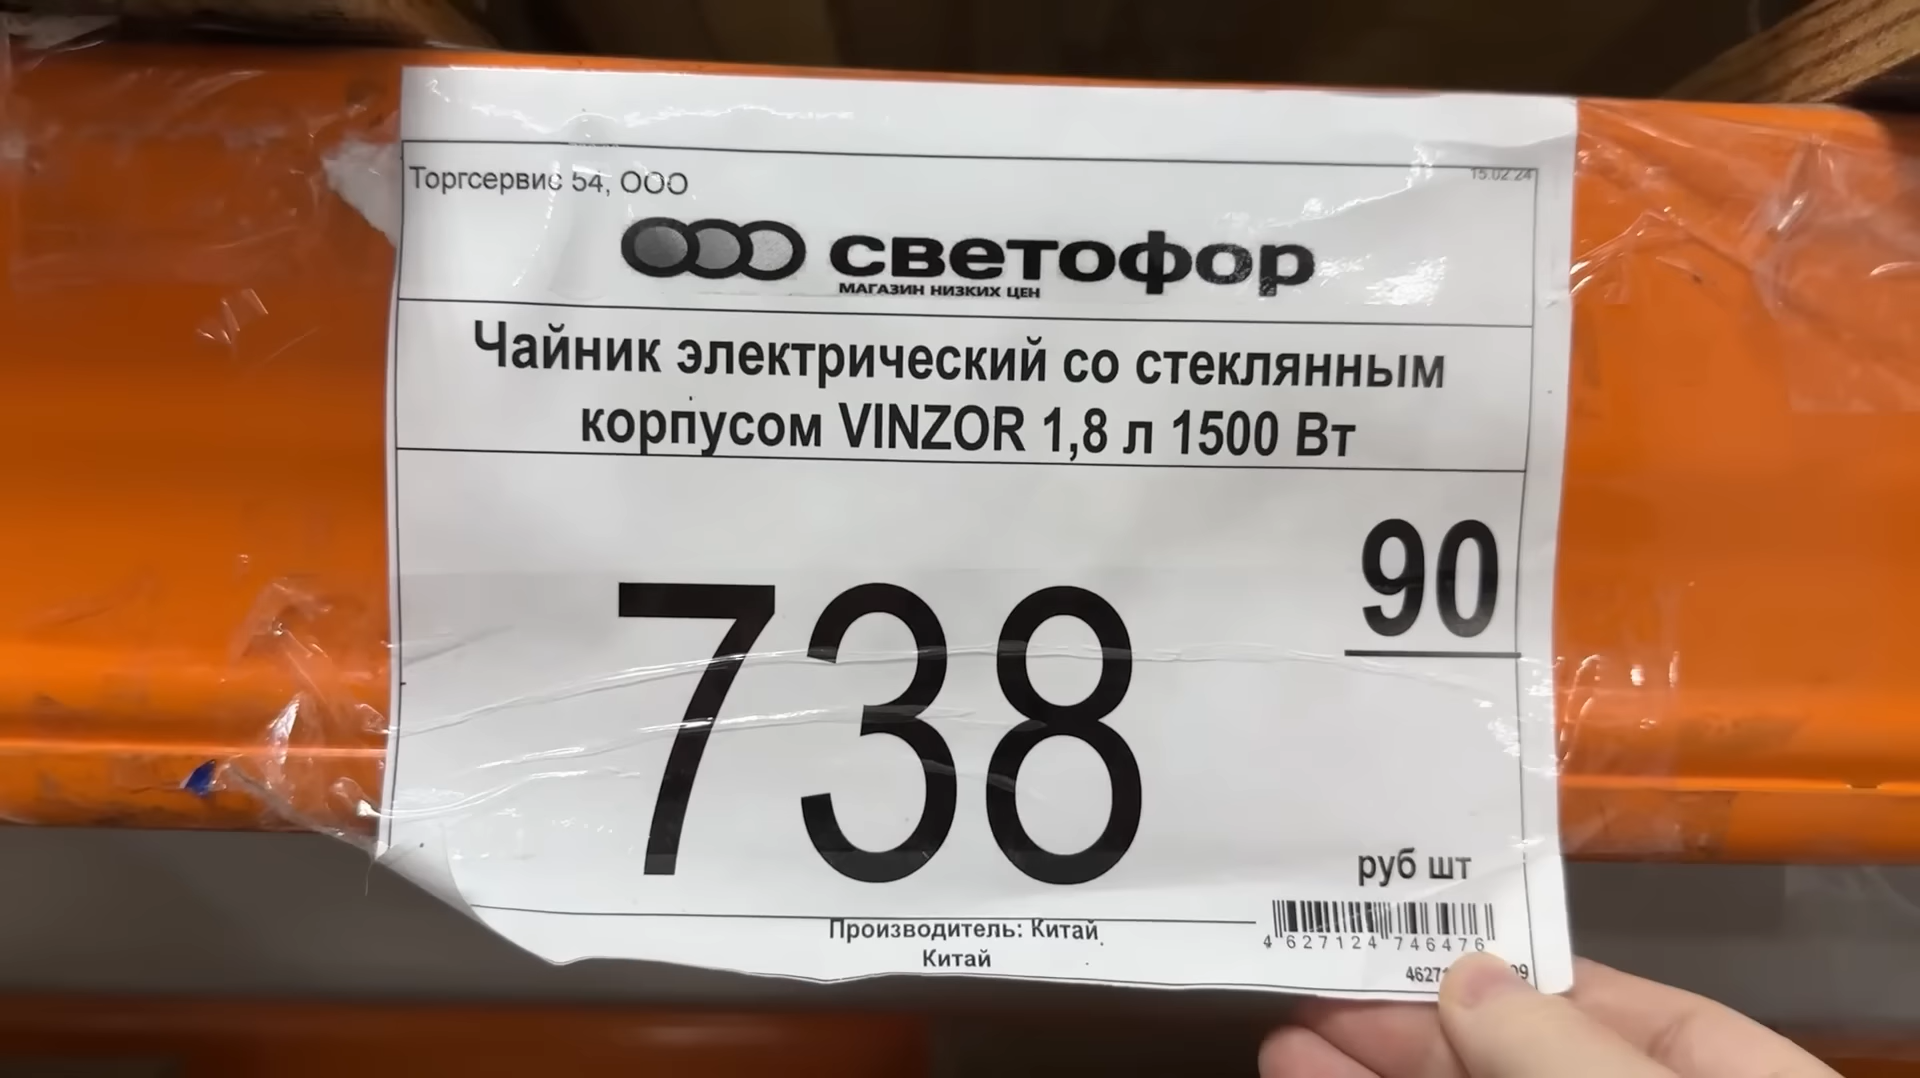 Торгсервис 54, ООО
15.02.24
светофор
МАГАЗИН НИЗКИХ ЦЕН
Чайник электрический со стеклянным
корпусом VINZOR 1,8 л 1500 Вт
90
738
руб шт
Производитель: Китай,
Китай
4 627124 746476